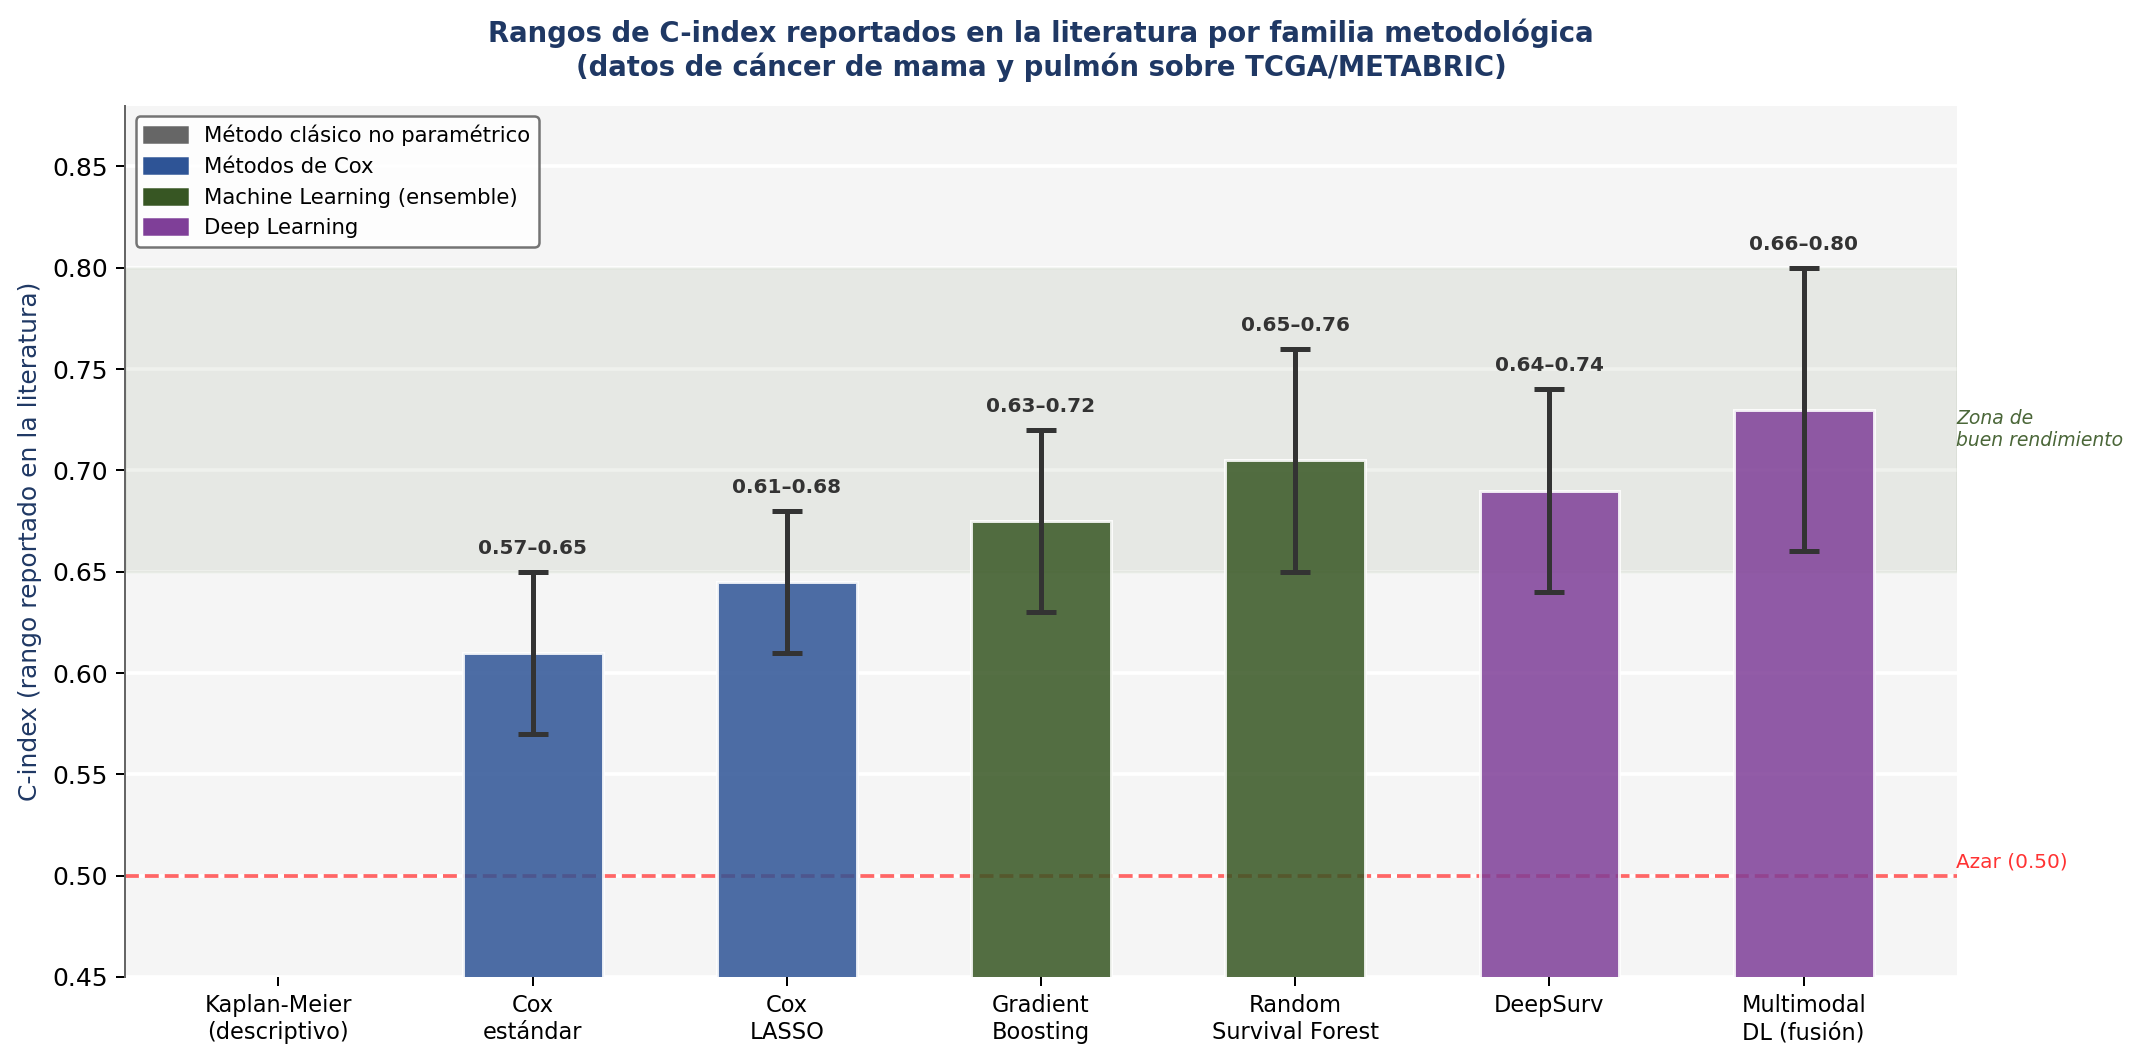 Rangos de C-index reportados en la literatura por familia metodológica
(datos de cáncer de mama y pulmón sobre TCGA/METABRIC)
Método clásico no paramétrico
Métodos de Cox
Machine Learning (ensemble)
Deep Learning
C-index (rango reportado en la literatura)
0.85
0.80
0.75
0.70
0.65
0.60
0.55
0.50
0.45
0.57–0.65
0.61–0.68
0.63–0.72
0.65–0.76
0.64–0.74
0.66–0.80
Zona de
buen rendimiento
Azar (0.50)
Kaplan-Meier
(descriptivo)
Cox
estándar
Cox
LASSO
Gradient
Boosting
Random
Survival Forest
DeepSurv
Multimodal
DL (fusión)